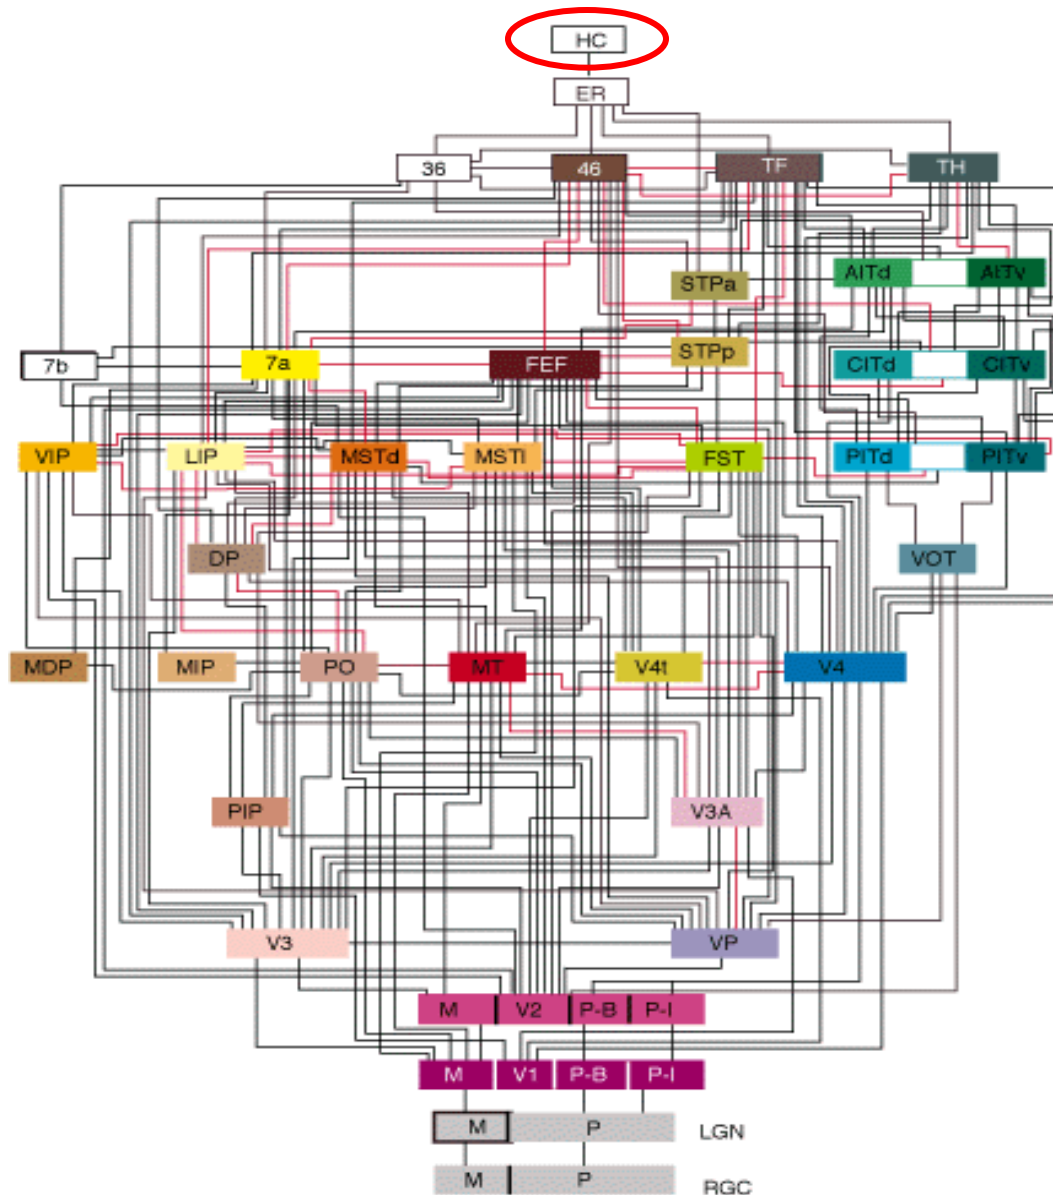 HC
ER
36 46 TF TH
STPa AITd AITv
7b 7a FEF STPp CITd CITv
VIP LIP MSTd MSTl FST PITd PITv
DP VOT
MDP MIP PO MT V4t V4
PIP V3A
V3 VP
M V2 P-B P-I
M V1 P-B P-I
M P LGN
M P RGC